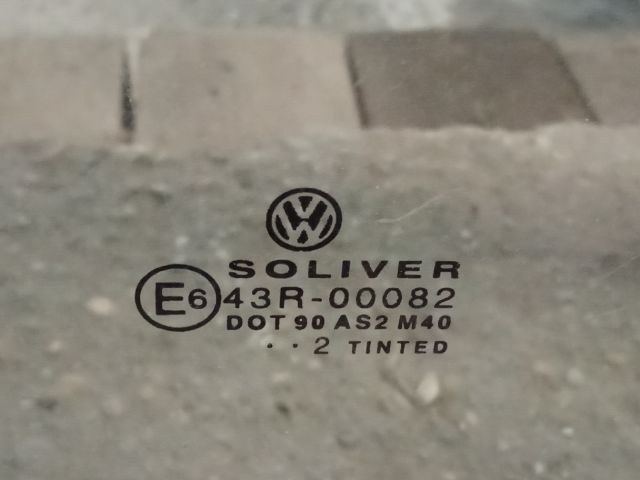 SOLIVER
E6 43R-00082
DOT 90 AS2 M40
. . 2 TINTED